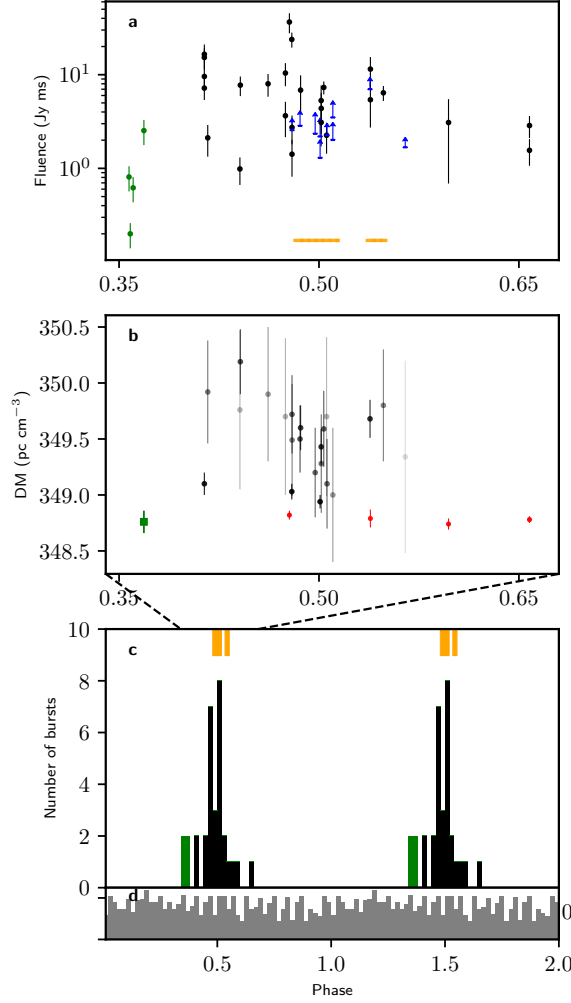 a
10¹
10⁰
Fluence (Jy ms)
0.35 0.50 0.65
b
350.5
350.0
349.5
349.0
348.5
DM (pc cm⁻³)
0.35 0.50 0.65
c
10
8
6
4
2
0
Number of bursts
d
0
0.5 1.0 1.5 2.0
Phase